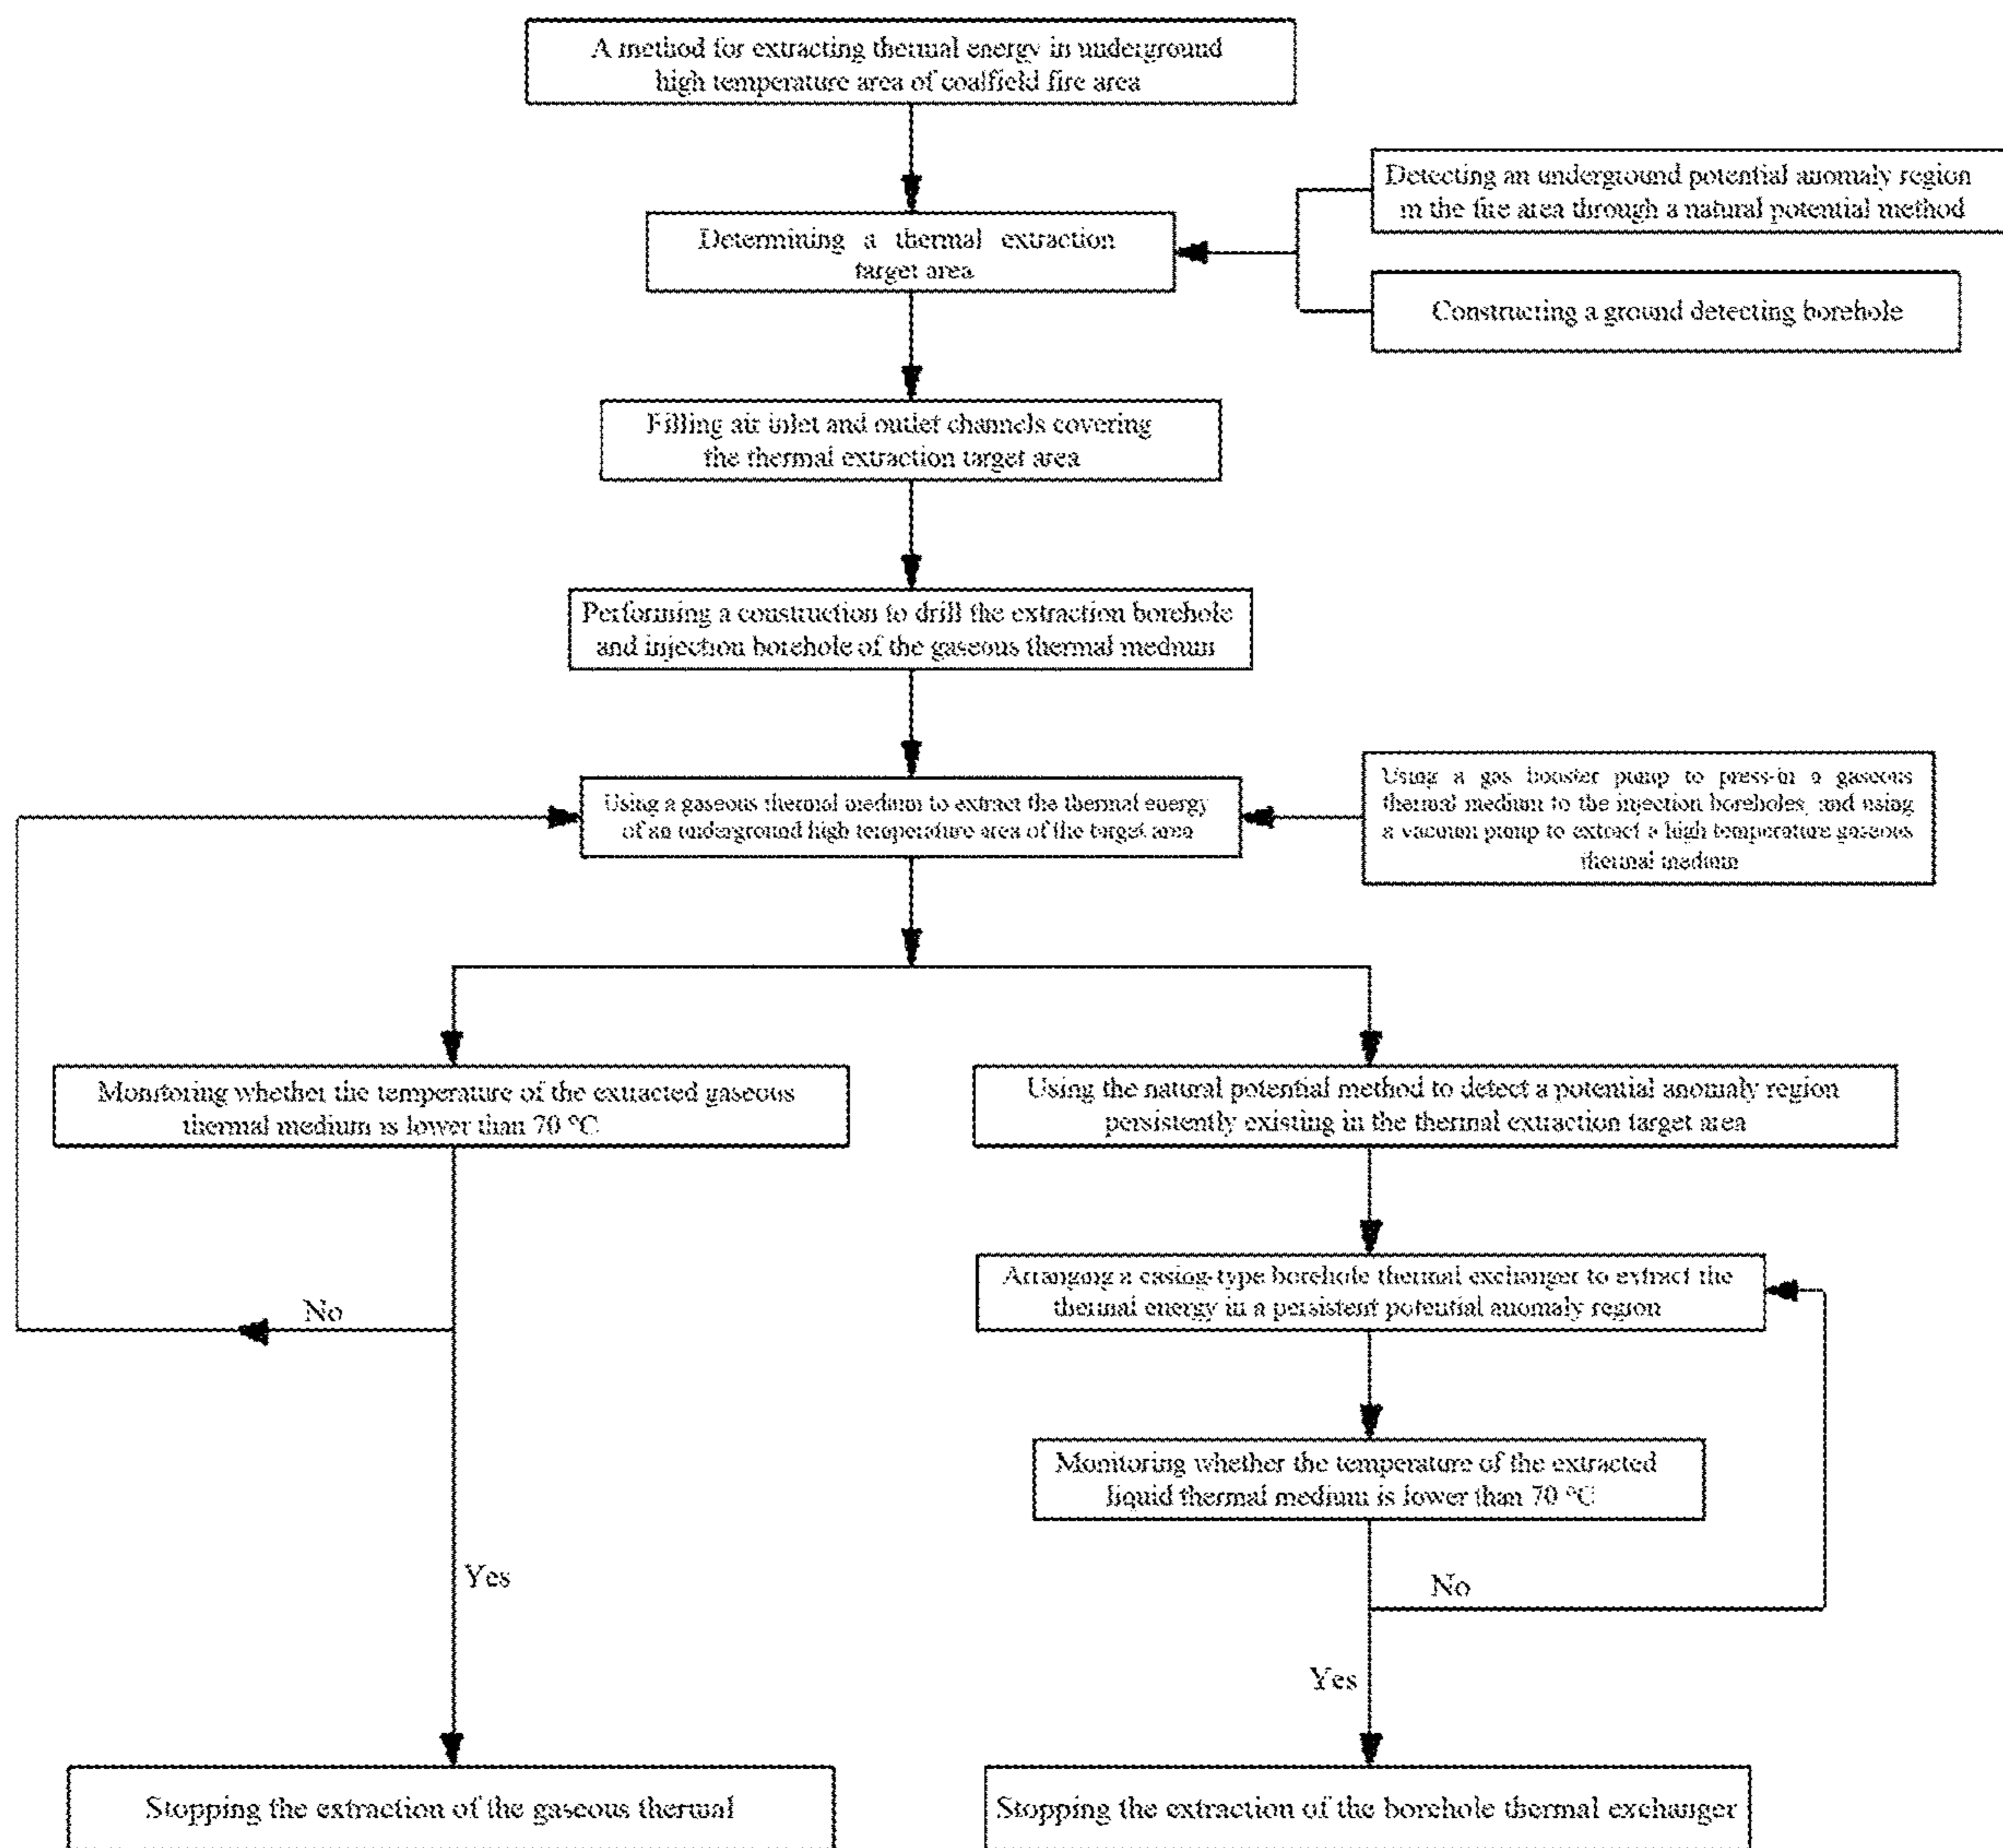 A method for extracting thermal energy in underground
high temperature area of coalfield fire area
Detecting an underground potential anomaly region
in the fire area through a natural potential method
Determining a thermal extraction
target area
Constructing a ground detecting borehole
Filling air inlet and outlet channels covering
the thermal extraction target area
Performing a construction to drill the extraction borehole
and injection borehole of the gaseous thermal medium
Using a gaseous thermal medium to extract the thermal energy
of an underground high temperature area of the target area
Using a gas booster pump to press-in a gaseous
thermal medium to the injection boreholes, and using
a vacuum pump to extract a high temperature gaseous
thermal medium
Monitoring whether the temperature of the extracted gaseous
thermal medium is lower than 70 °C
Using the natural potential method to detect a potential anomaly region
persistently existing in the thermal extraction target area
Arranging a casing-type borehole thermal exchanger to extract the
thermal energy in a persistent potential anomaly region
No
Monitoring whether the temperature of the extracted
liquid thermal medium is lower than 70 °C
Yes
No
Yes
Stopping the extraction of the gaseous thermal
Stopping the extraction of the borehole thermal exchanger